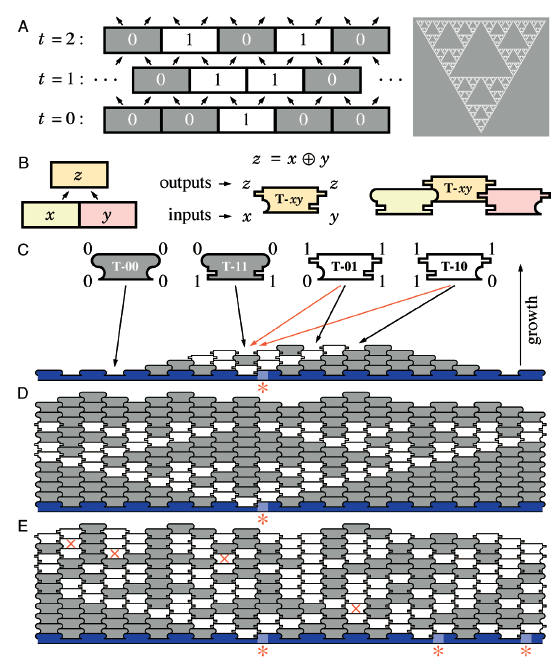 A
t = 2 : 0 1 0 1 0
t = 1 : · · · 0 1 1 0 · · ·
t = 0 : 0 0 1 0 0
B
z
x y
z = x ⊕ y
outputs z z
T-xy
inputs x y
T-xy
C
0 0 0 0 1 1 1 1
T-00 T-11 T-01 T-10
0 0 1 1 0 1 1 0
growth
*
D
*
E
× × × ×
* * *